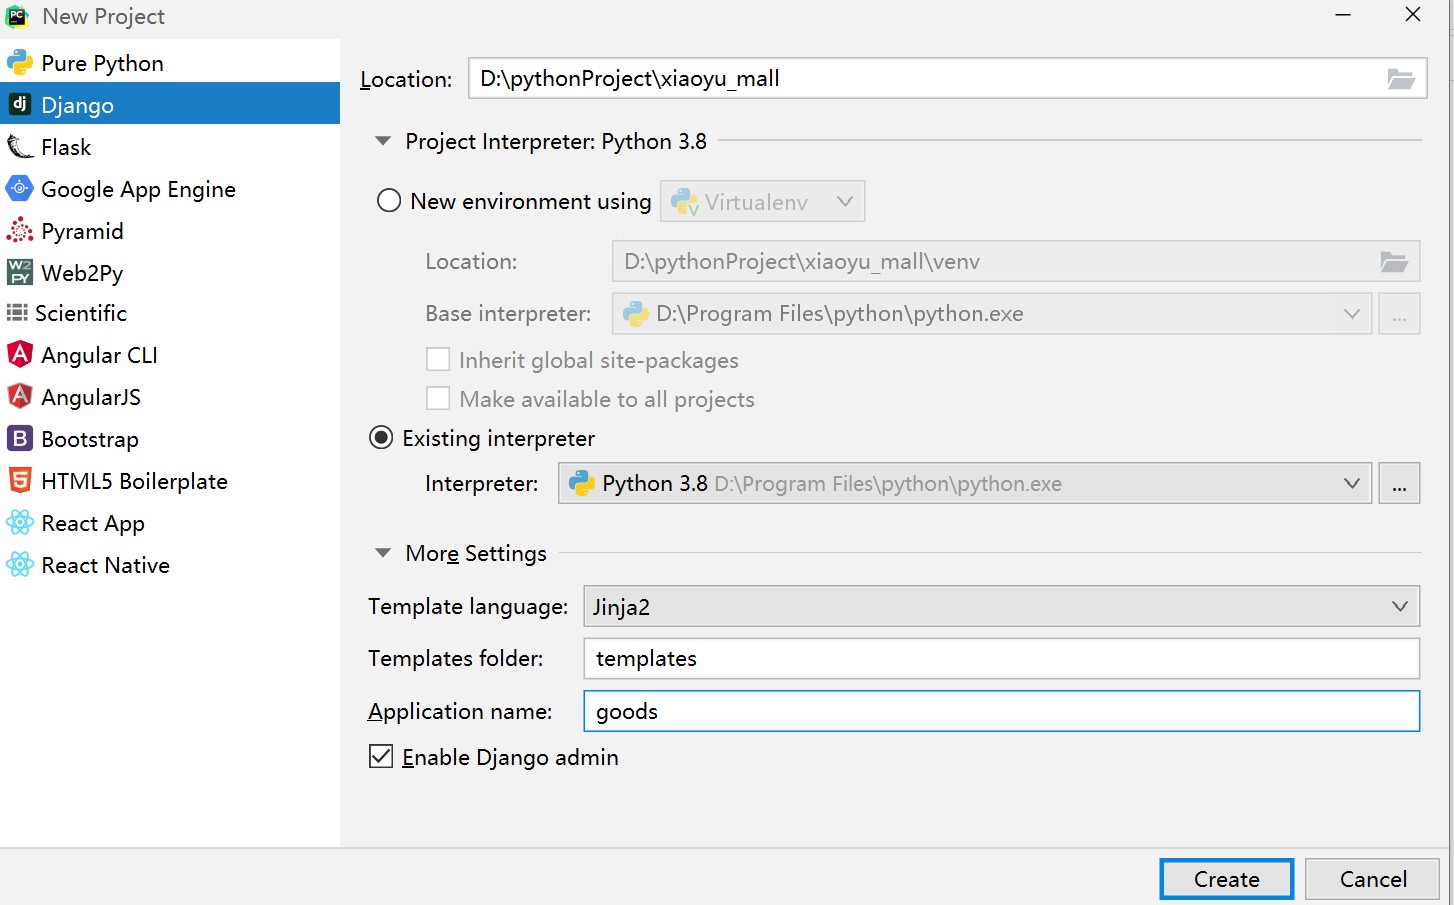 New Project
Pure Python
Django
Flask
Google App Engine
Pyramid
Web2Py
Scientific
Angular CLI
AngularJS
Bootstrap
HTML5 Boilerplate
React App
React Native
Location: D:\pythonProject\xiaoyu_mall
Project Interpreter: Python 3.8
New environment using Virtualenv
Location: D:\pythonProject\xiaoyu_mall\venv
Base interpreter: D:\Program Files\python\python.exe ...
Inherit global site-packages
Make available to all projects
Existing interpreter
Interpreter: Python 3.8 D:\Program Files\python\python.exe ...
More Settings
Template language: Jinja2
Templates folder: templates
Application name: goods
Enable Django admin
Create Cancel